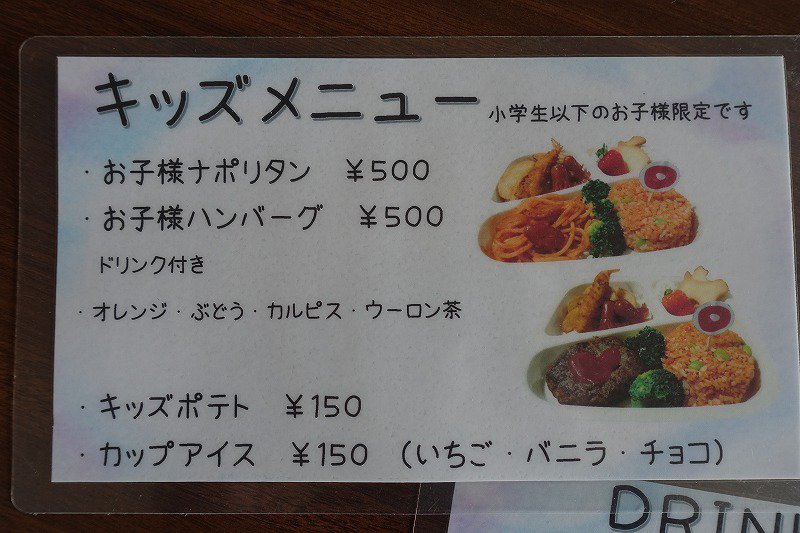 キッズメニュー 小学生以下のお子様限定です
・お子様ナポリタン ￥500
・お子様ハンバーグ ￥500
ドリンク付き
・オレンジ・ぶどう・カルピス・ウーロン茶
・キッズポテト ￥150
・カップアイス ￥150 （いちご・バニラ・チョコ）
DRIN